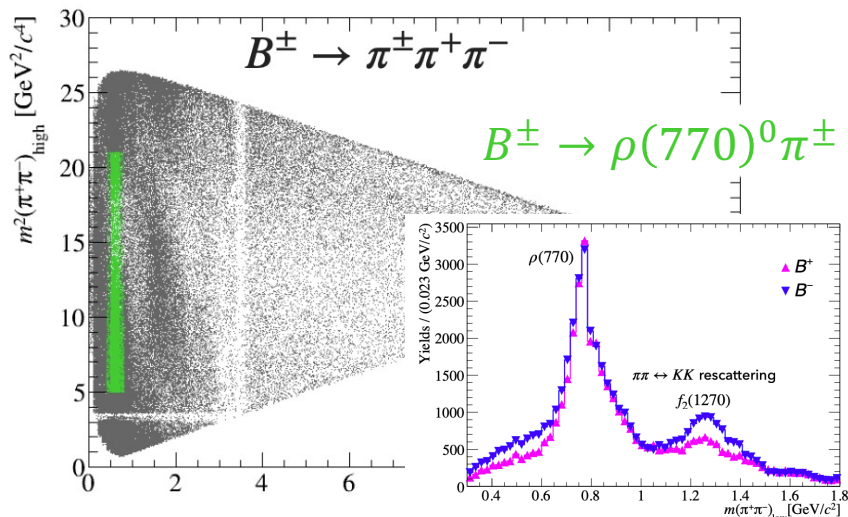 B± → π±π+π−
B± → ρ(770)0π±
m2(π+π−)high [GeV2/c4]
30
25
20
15
10
5
0
0 2 4 6
Yields / (0.023 GeV/c2)
3500
3000
2500
2000
1500
1000
500
0
ρ(770)
B+
B−
ππ ↔ KK rescattering
f2(1270)
0.4 0.6 0.8 1 1.2 1.4 1.6 1.8
m(π+π−) [GeV/c2]